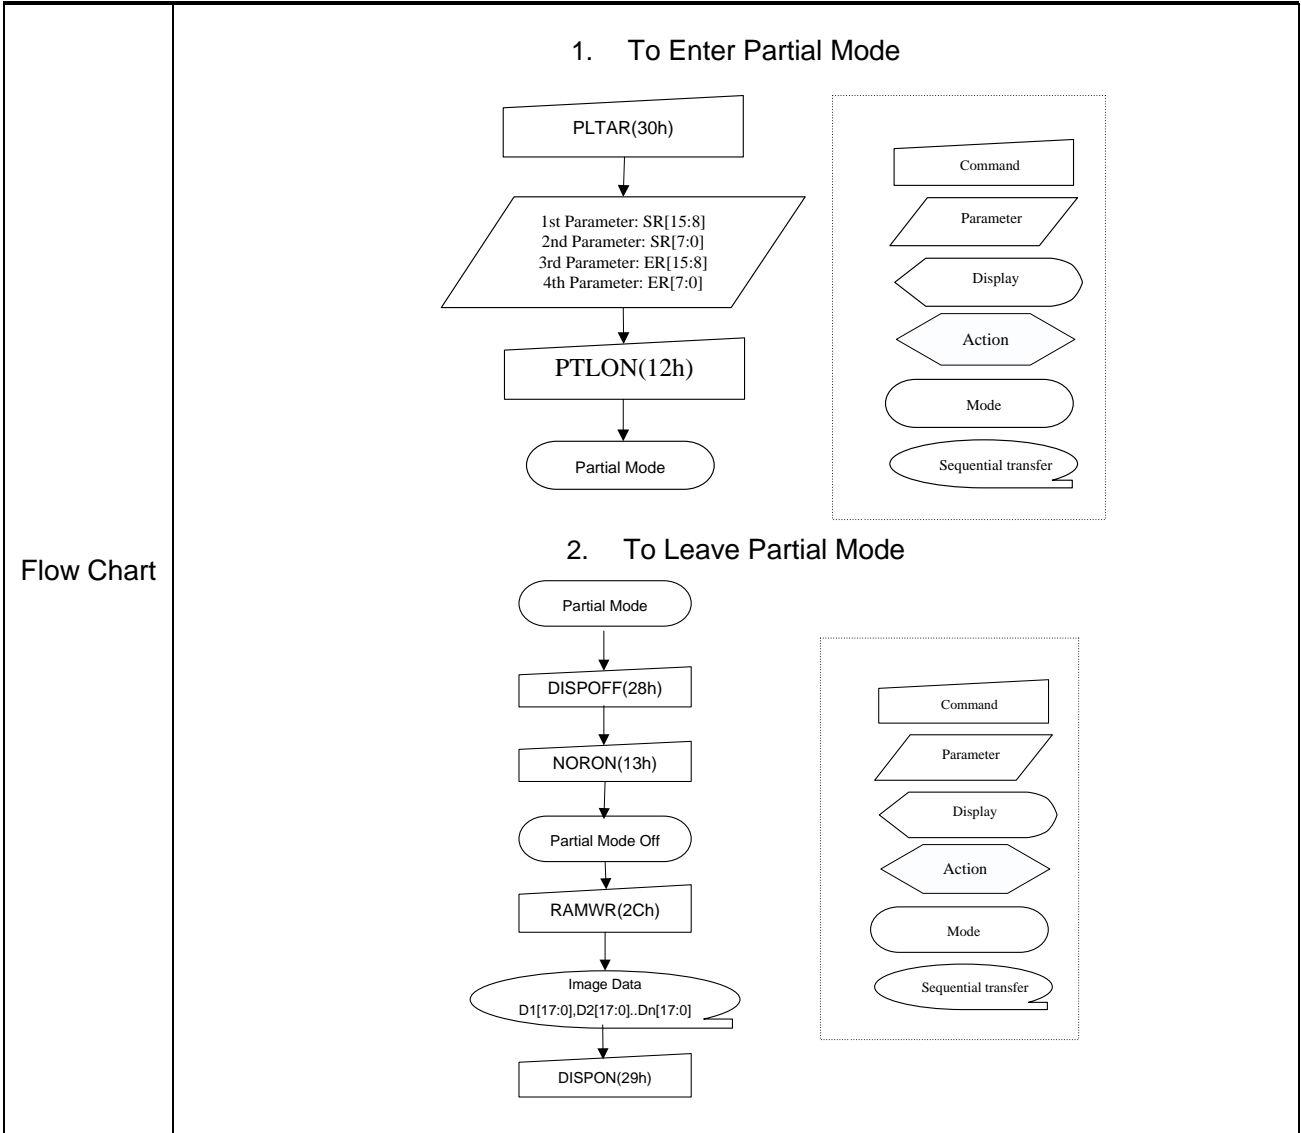 Flow Chart
1. To Enter Partial Mode
PLTAR(30h)
1st Parameter: SR[15:8]
2nd Parameter: SR[7:0]
3rd Parameter: ER[15:8]
4th Parameter: ER[7:0]
PTLON(12h)
Partial Mode
Command
Parameter
Display
Action
Mode
Sequential transfer
2. To Leave Partial Mode
Partial Mode
DISPOFF(28h)
NORON(13h)
Partial Mode Off
RAMWR(2Ch)
Image Data
D1[17:0],D2[17:0]..Dn[17:0]
DISPON(29h)
Command
Parameter
Display
Action
Mode
Sequential transfer